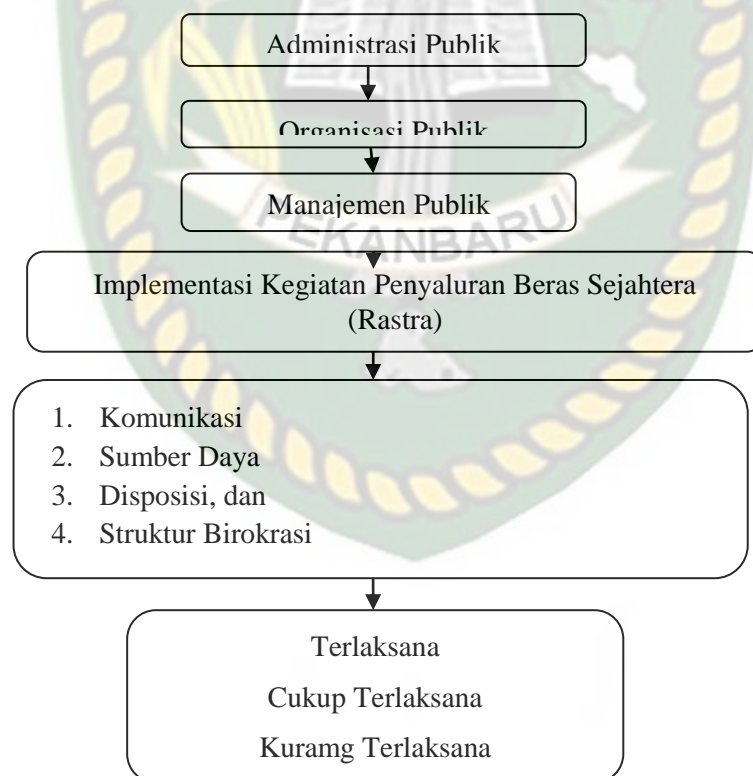 Administrasi Publik
Organisasi Publik
Manajemen Publik
PEKANBARU
Implementasi Kegiatan Penyaluran Beras Sejahtera
(Rastra)
1. Komunikasi
2. Sumber Daya
3. Disposisi, dan
4. Struktur Birokrasi
Terlaksana
Cukup Terlaksana
Kuramg Terlaksana